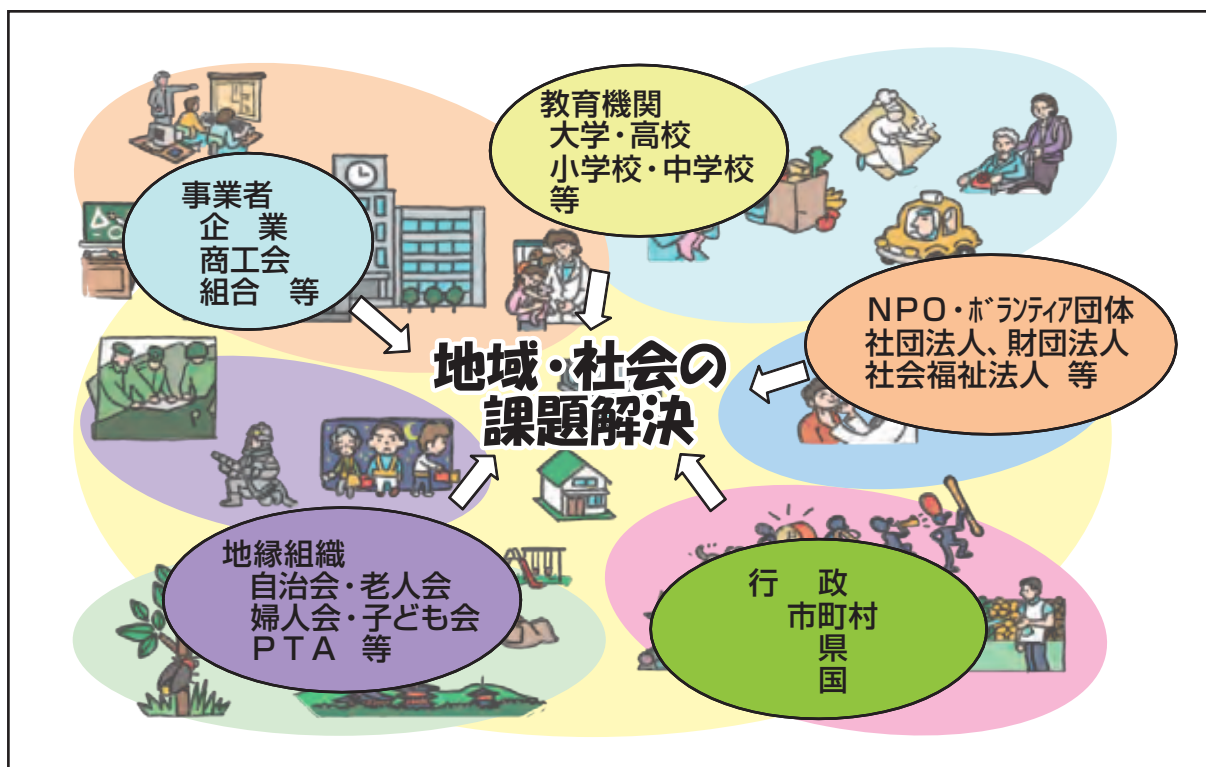 教育機関
大学・高校
小学校・中学校
等
事業者
企　業
商工会
組合　等
NPO・ﾎﾞﾗﾝﾃｨｱ団体
社団法人、財団法人
社会福祉法人 等
地域・社会の
課題解決
地縁組織
自治会・老人会
婦人会・子ども会
PTA　等
行　政
市町村
県
国